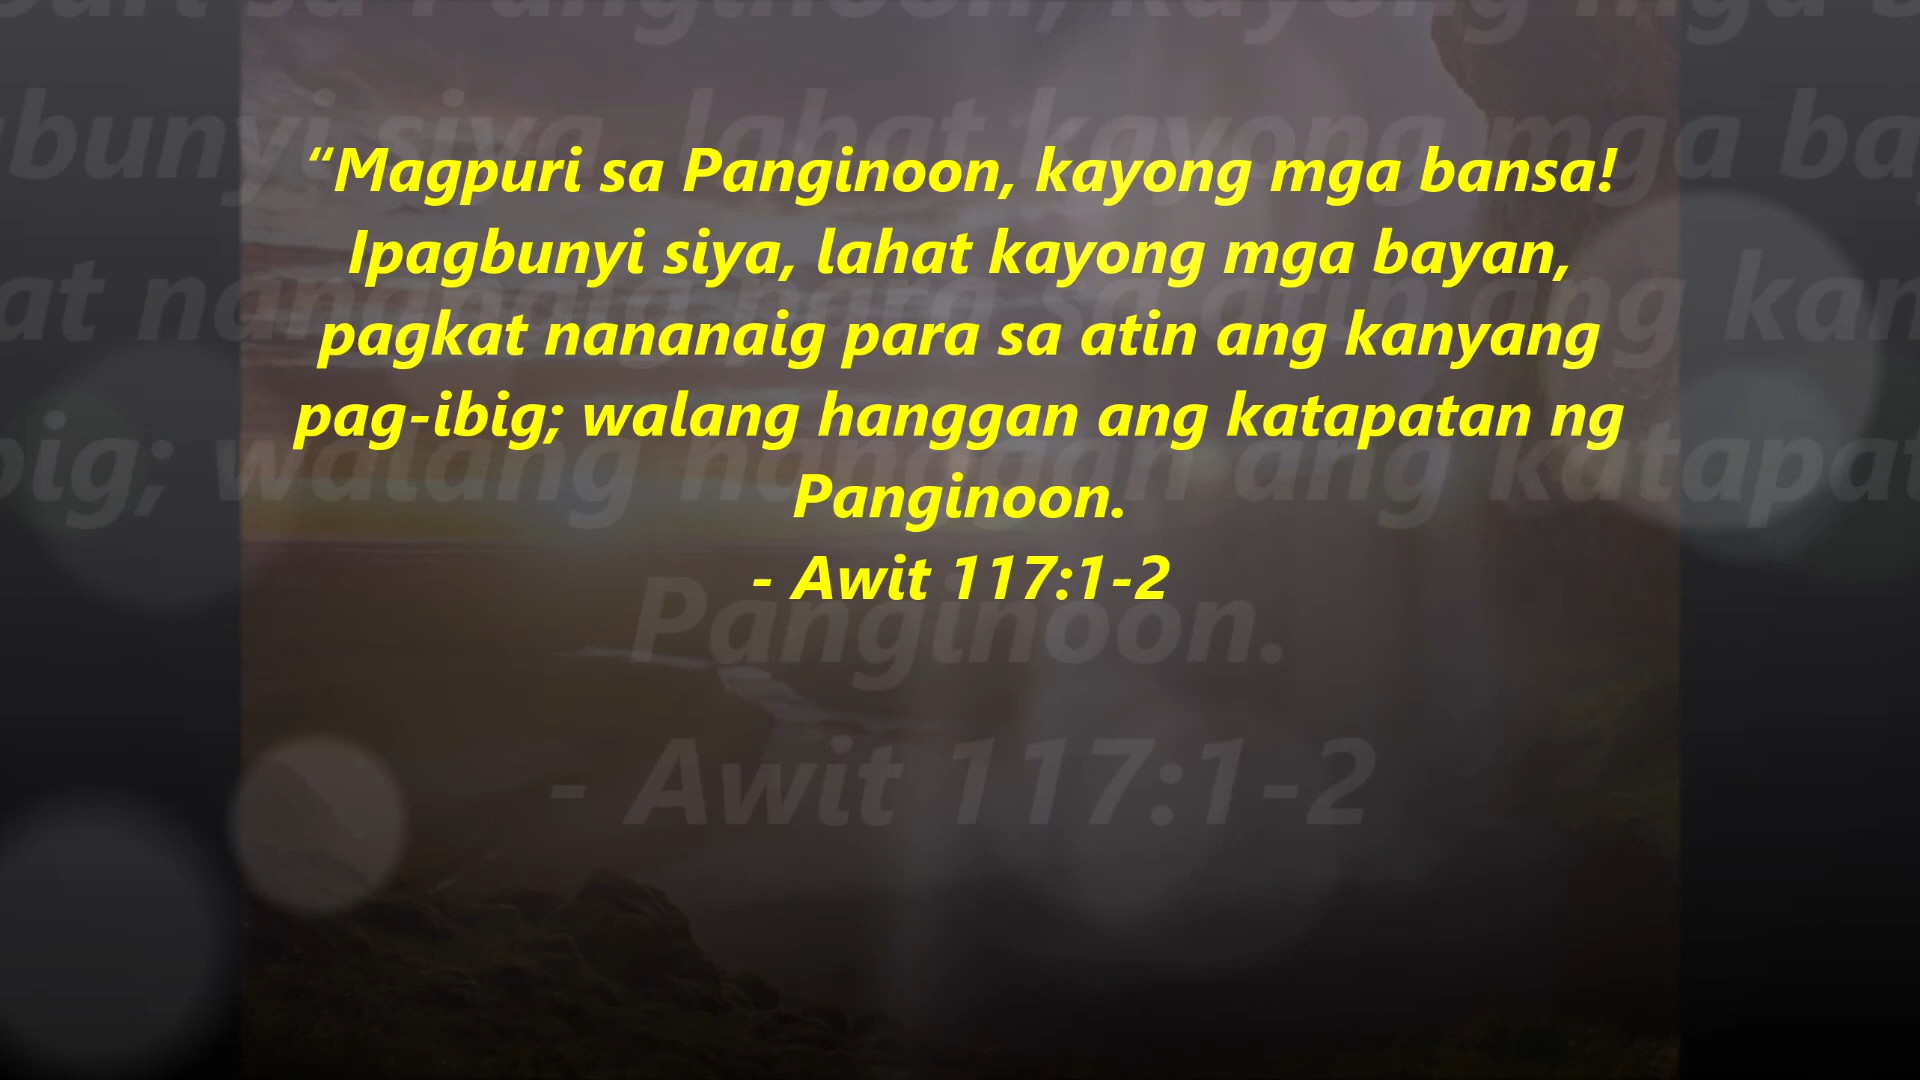 “Magpuri sa Panginoon, kayong mga bansa!
Ipagbunyi siya, lahat kayong mga bayan,
pagkat nananaig para sa atin ang kanyang
pag-ibig; walang hanggan ang katapatan ng
Panginoon.
- Awit 117:1-2